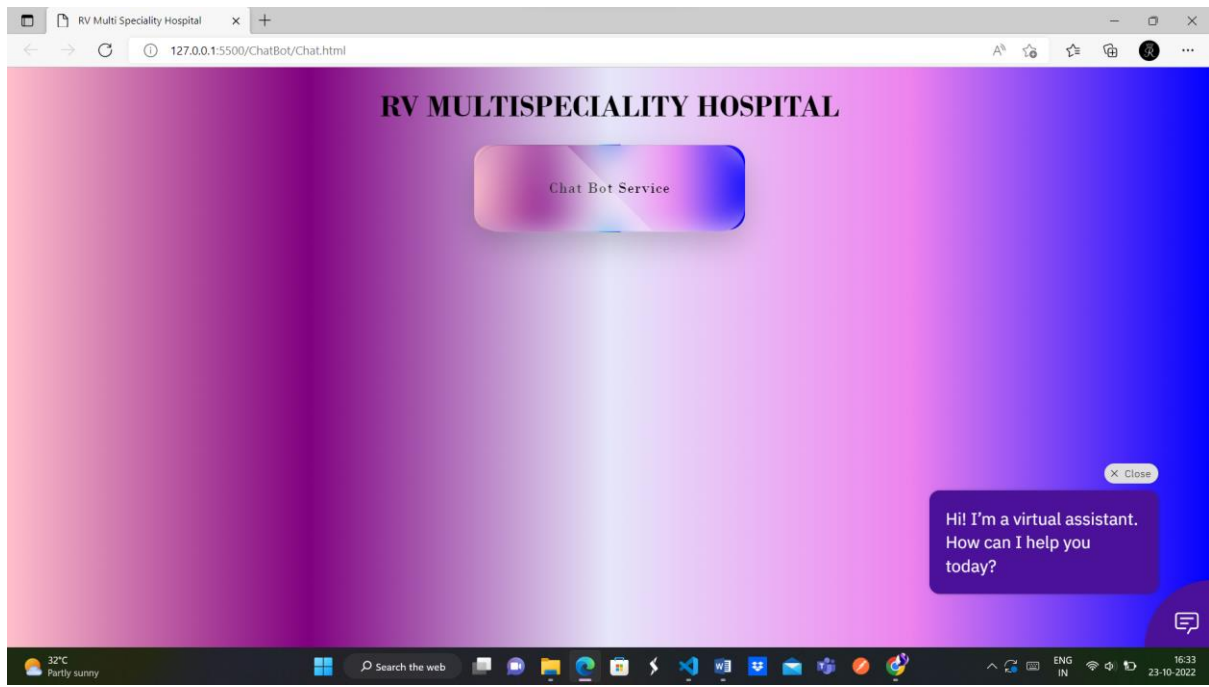 RV Multi Speciality Hospital
127.0.0.1:5500/ChatBot/Chat.html
RV MULTISPECIALITY HOSPITAL
Chat Bot Service
Close
Hi! I'm a virtual assistant.
How can I help you
today?
32°C
Partly sunny
Search the web
ENG
IN
16:33
23-10-2022